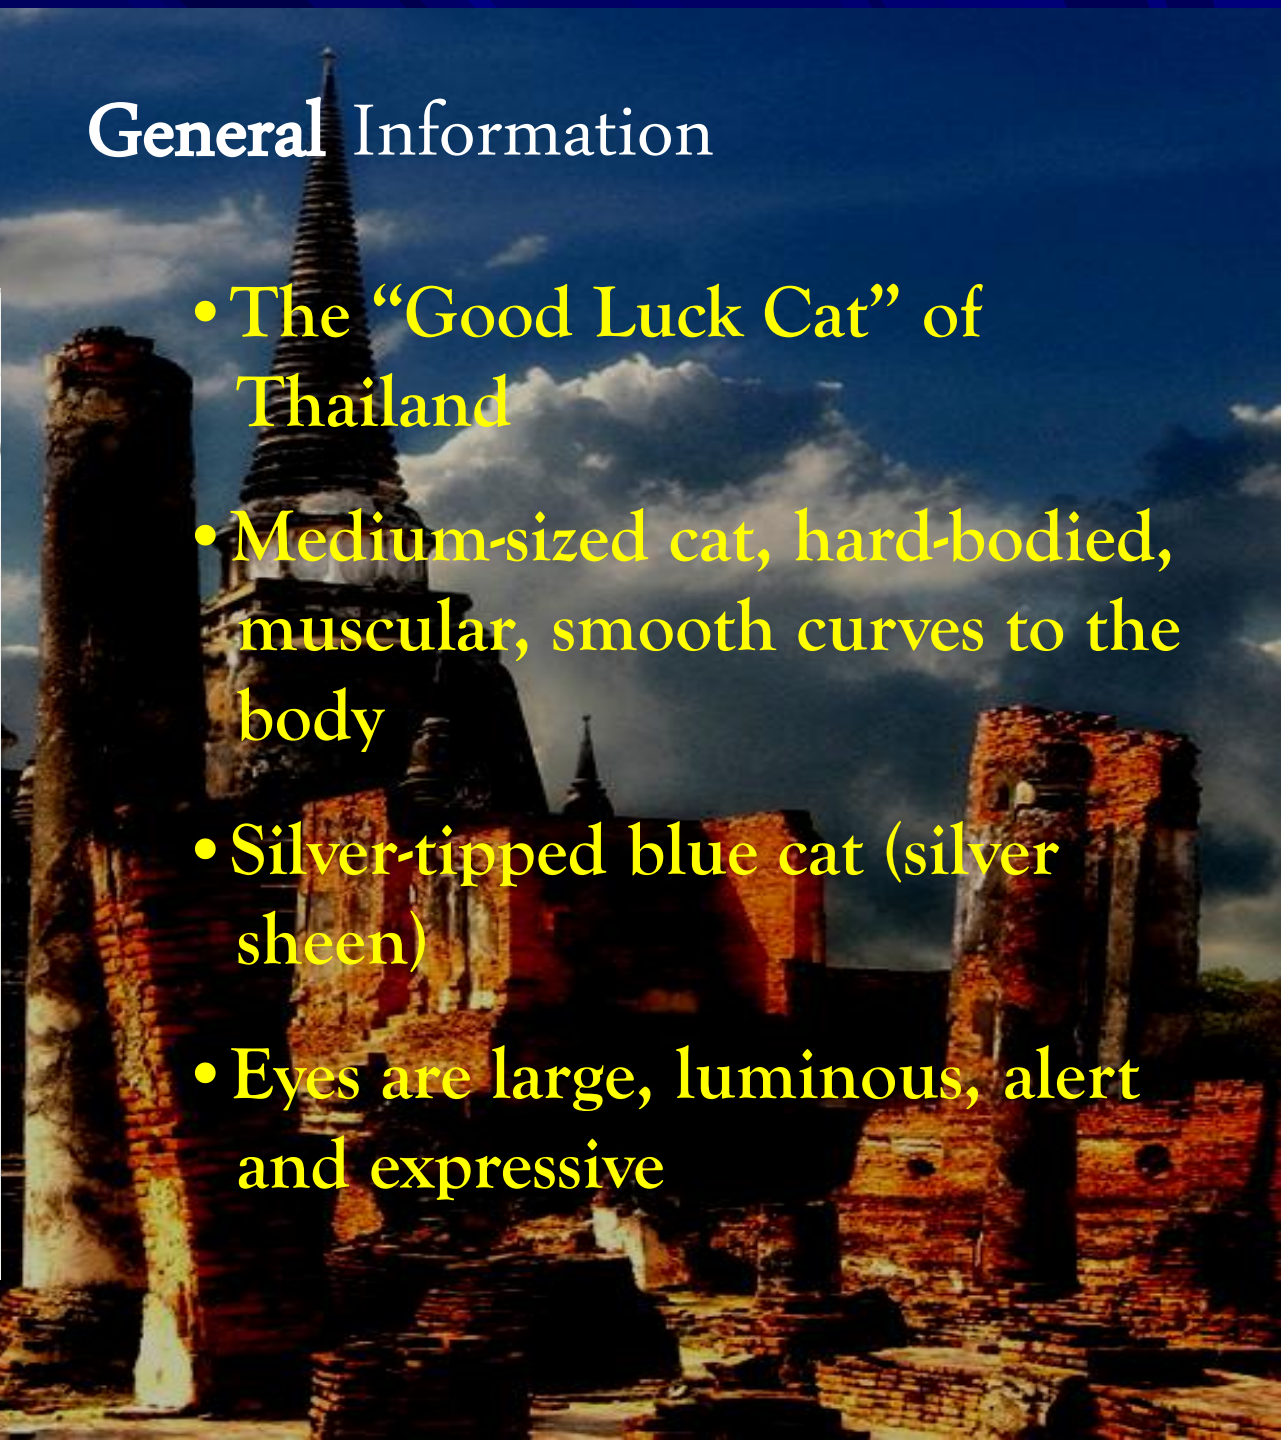 General Information
• The “Good Luck Cat” of
Thailand
• Medium-sized cat, hard-bodied,
muscular, smooth curves to the
body
• Silver-tipped blue cat (silver
sheen)
• Eyes are large, luminous, alert
and expressive